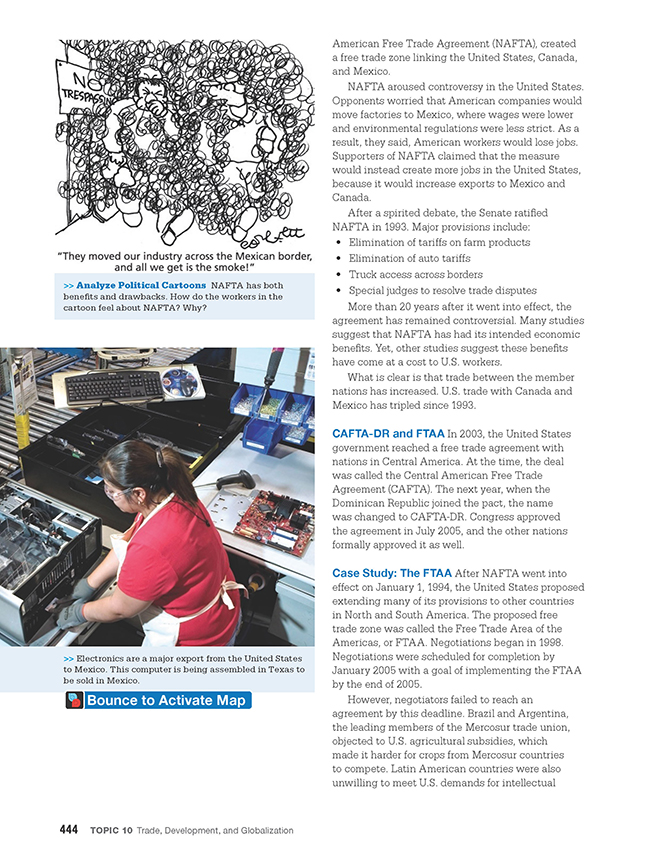 NO
TRESPASSING
"They moved our industry across the Mexican border,
and all we get is the smoke!"
>> Analyze Political Cartoons NAFTA has both
benefits and drawbacks. How do the workers in the
cartoon feel about NAFTA? Why?
>> Electronics are a major export from the United States
to Mexico. This computer is being assembled in Texas to
be sold in Mexico.
Bounce to Activate Map
American Free Trade Agreement (NAFTA), created
a free trade zone linking the United States, Canada,
and Mexico.
NAFTA aroused controversy in the United States.
Opponents worried that American companies would
move factories to Mexico, where wages were lower
and environmental regulations were less strict. As a
result, they said, American workers would lose jobs.
Supporters of NAFTA claimed that the measure
would instead create more jobs in the United States,
because it would increase exports to Mexico and
Canada.
After a spirited debate, the Senate ratified
NAFTA in 1993. Major provisions include:
• Elimination of tariffs on farm products
• Elimination of auto tariffs
• Truck access across borders
• Special judges to resolve trade disputes
More than 20 years after it went into effect, the
agreement has remained controversial. Many studies
suggest that NAFTA has had its intended economic
benefits. Yet, other studies suggest these benefits
have come at a cost to U.S. workers.
What is clear is that trade between the member
nations has increased. U.S. trade with Canada and
Mexico has tripled since 1993.
CAFTA-DR and FTAA In 2003, the United States
government reached a free trade agreement with
nations in Central America. At the time, the deal
was called the Central American Free Trade
Agreement (CAFTA). The next year, when the
Dominican Republic joined the pact, the name
was changed to CAFTA-DR. Congress approved
the agreement in July 2005, and the other nations
formally approved it as well.
Case Study: The FTAA After NAFTA went into
effect on January 1, 1994, the United States proposed
extending many of its provisions to other countries
in North and South America. The proposed free
trade zone was called the Free Trade Area of the
Americas, or FTAA. Negotiations began in 1998.
Negotiations were scheduled for completion by
January 2005 with a goal of implementing the FTAA
by the end of 2005.
However, negotiators failed to reach an
agreement by this deadline. Brazil and Argentina,
the leading members of the Mercosur trade union,
objected to U.S. agricultural subsidies, which
made it harder for crops from Mercosur countries
to compete. Latin American countries were also
unwilling to meet U.S. demands for intellectual
444 TOPIC 10 Trade, Development, and Globalization